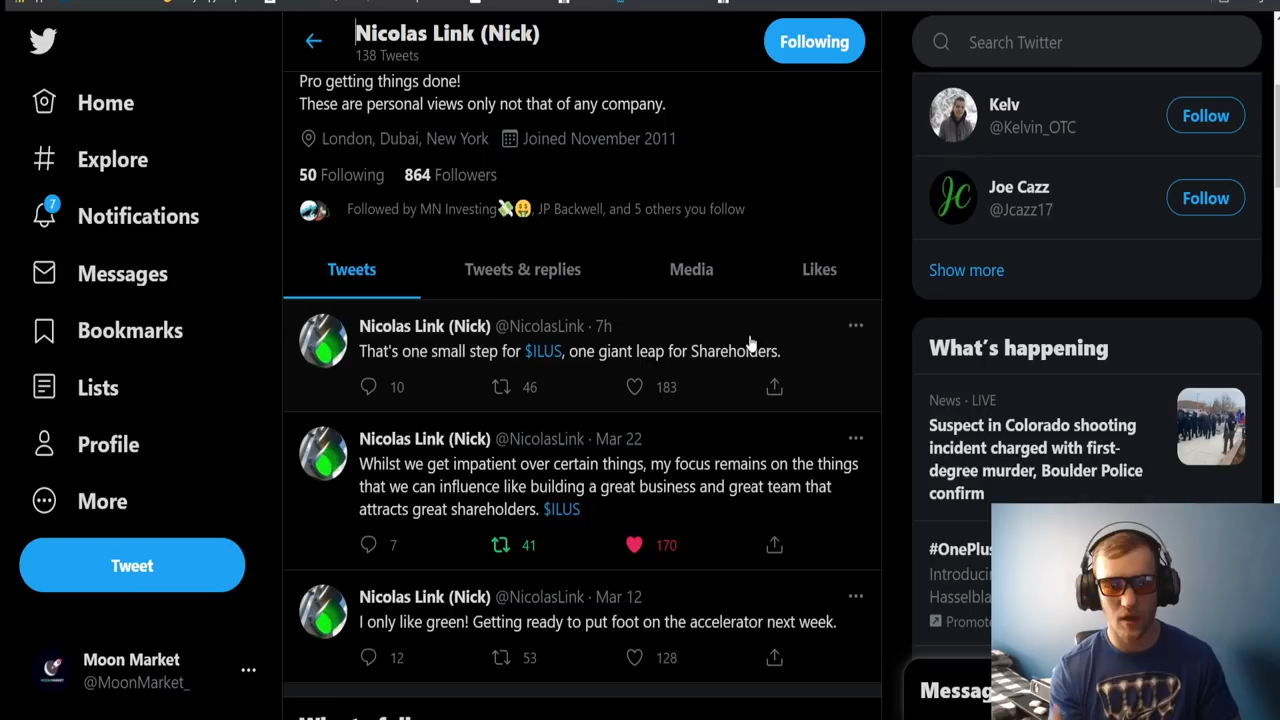 Nicolas Link (Nick)
138 Tweets
Following
Search Twitter
Home
Explore
7
Notifications
Messages
Bookmarks
Lists
Profile
More
Tweet
Moon Market
@MoonMarket_
Pro getting things done!
These are personal views only not that of any company.
London, Dubai, New York Joined November 2011
50 Following 864 Followers
Followed by MN Investing💸🤑, JP Backwell, and 5 others you follow
Tweets Tweets & replies Media Likes
Nicolas Link (Nick) @NicolasLink · 7h
That's one small step for $ILUS, one giant leap for Shareholders.
10 46 183
Nicolas Link (Nick) @NicolasLink · Mar 22
Whilst we get impatient over certain things, my focus remains on the things
that we can influence like building a great business and great team that
attracts great shareholders. $ILUS
7 41 170
Nicolas Link (Nick) @NicolasLink · Mar 12
I only like green! Getting ready to put foot on the accelerator next week.
12 53 128
Kelv
@Kelvin_OTC
Follow
Joe Cazz
@Jcazz17
Follow
Show more
What's happening
News · LIVE
Suspect in Colorado shooting
incident charged with first-
degree murder, Boulder Police
confirm
#OnePlus
Introduci
Hasselbla
Promote
Messag